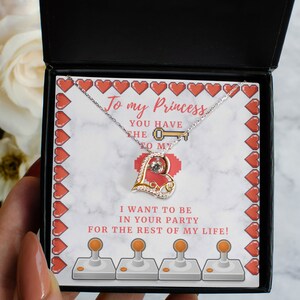 To my Princess
YOU HAVE
THE
TO MY
I WANT TO BE
IN YOUR PARTY
FOR THE REST OF MY LIFE!